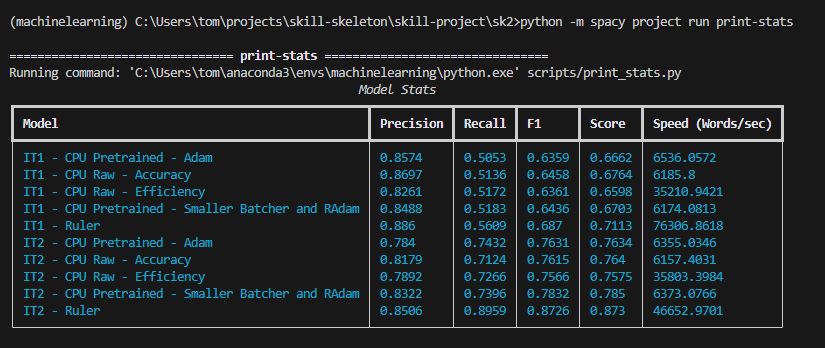 (machinelearning) C:\Users\tom\projects\skill-skeleton\skill-project\sk2>python -m spacy project run print-stats
================================ print-stats ================================
Running command: 'C:\Users\tom\anaconda3\envs\machinelearning\python.exe' scripts/print_stats.py
Model Stats
Model Precision Recall F1 Score Speed (Words/sec)
IT1 - CPU Pretrained - Adam 0.8574 0.5053 0.6359 0.6662 6536.0572
IT1 - CPU Raw - Accuracy 0.8697 0.5136 0.6458 0.6764 6185.8
IT1 - CPU Raw - Efficiency 0.8261 0.5172 0.6361 0.6598 35210.9421
IT1 - CPU Pretrained - Smaller Batcher and RAdam 0.8488 0.5183 0.6436 0.6703 6174.0813
IT1 - Ruler 0.886 0.5609 0.687 0.7113 76306.8618
IT2 - CPU Pretrained - Adam 0.784 0.7432 0.7631 0.7634 6355.0346
IT2 - CPU Raw - Accuracy 0.8179 0.7124 0.7615 0.764 6157.4031
IT2 - CPU Raw - Efficiency 0.7892 0.7266 0.7566 0.7575 35803.3984
IT2 - CPU Pretrained - Smaller Batcher and RAdam 0.8322 0.7396 0.7832 0.785 6373.0766
IT2 - Ruler 0.8506 0.8959 0.8726 0.873 46652.9701